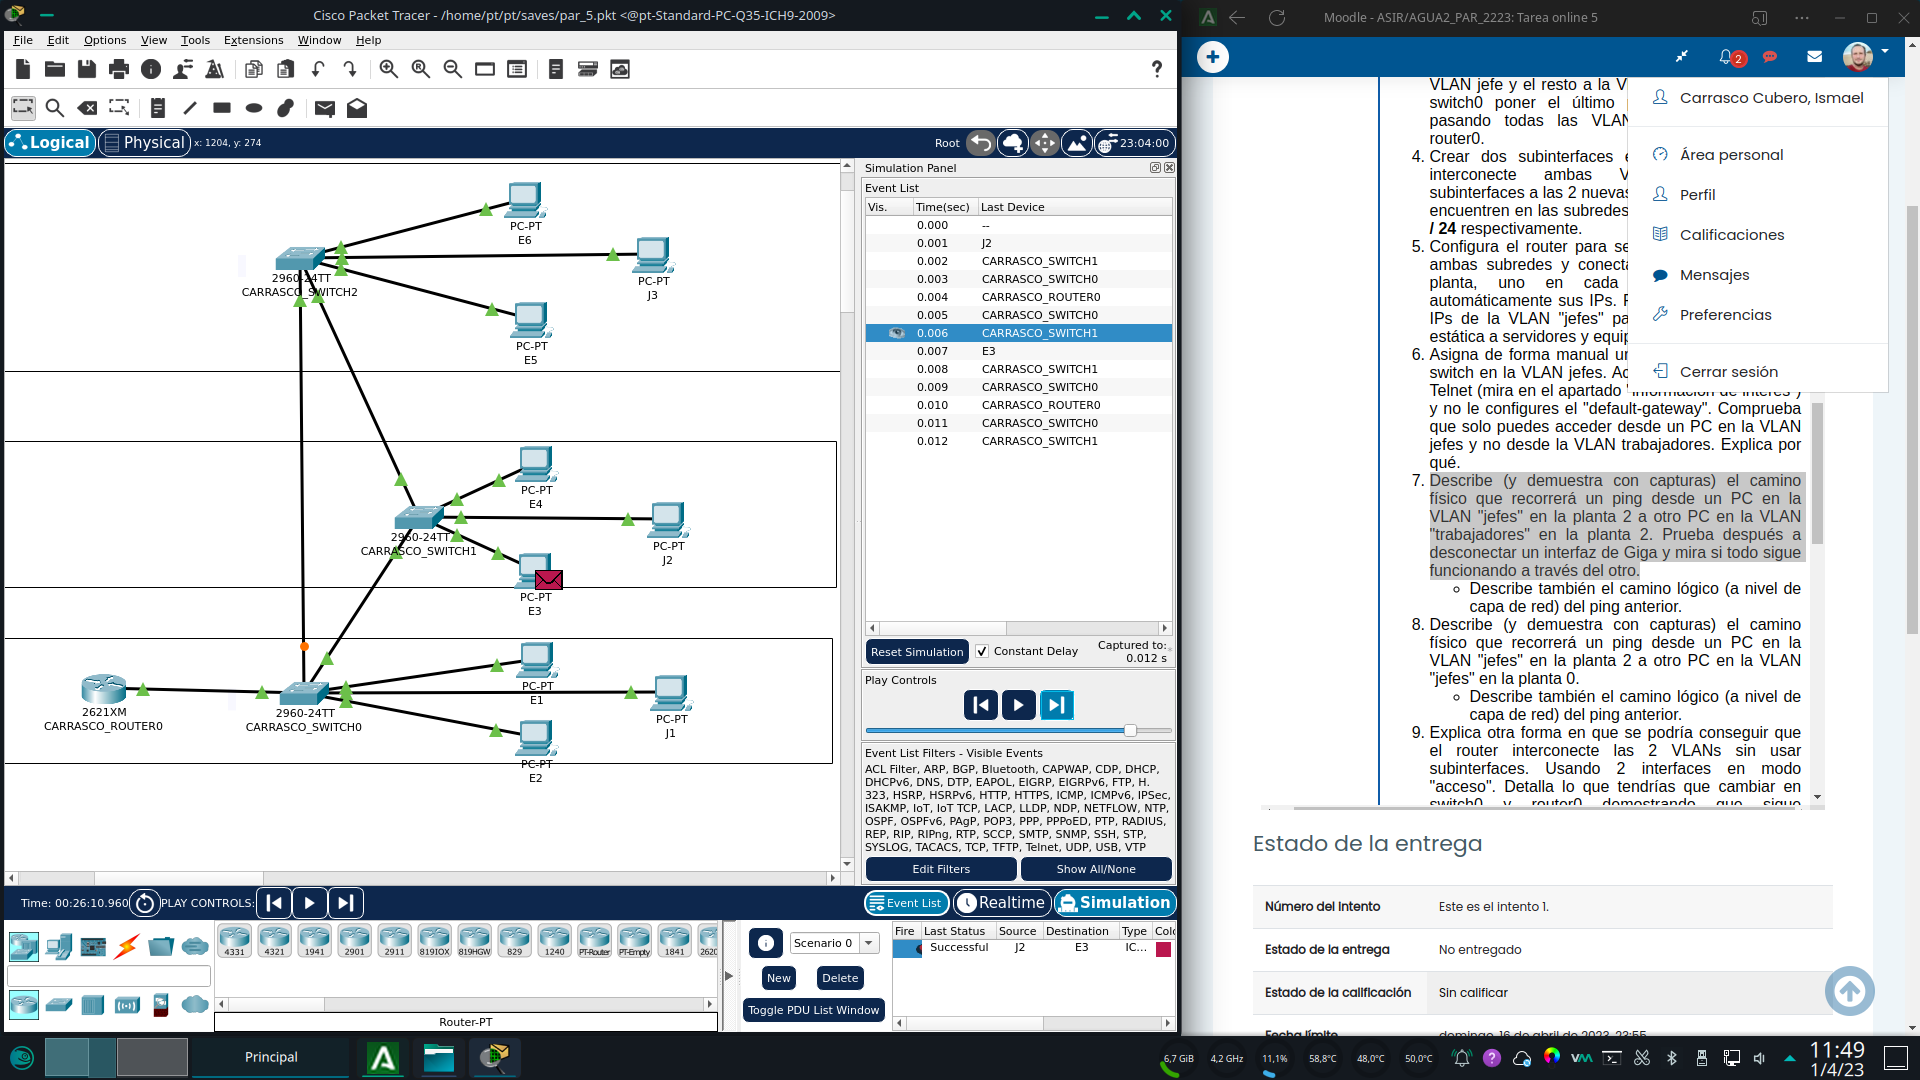 Cisco Packet Tracer - /home/pt/pt/saves/par_5.pkt <@pt-Standard-PC-Q35-ICH9-2009>
File Edit Options View Tools Extensions Window Help
?
Logical
Physical
x: 1204, y: 274
Root
23:04:00
PC-PT
E6
2960-24TT
CARRASCO_SWITCH2
PC-PT
J3
PC-PT
E5
PC-PT
E4
2960-24TT
CARRASCO_SWITCH1
PC-PT
J2
PC-PT
E3
PC-PT
E1
2621XM
CARRASCO_ROUTER0
2960-24TT
CARRASCO_SWITCH0
PC-PT
J1
PC-PT
E2
Simulation Panel
Event List
Vis. Time(sec) Last Device
0.000 --
0.001 J2
0.002 CARRASCO_SWITCH1
0.003 CARRASCO_SWITCH0
0.004 CARRASCO_ROUTER0
0.005 CARRASCO_SWITCH0
0.006 CARRASCO_SWITCH1
0.007 E3
0.008 CARRASCO_SWITCH1
0.009 CARRASCO_SWITCH0
0.010 CARRASCO_ROUTER0
0.011 CARRASCO_SWITCH0
0.012 CARRASCO_SWITCH1
Reset Simulation
Constant Delay
Captured to:
0.012 s
Play Controls
Event List Filters - Visible Events
ACL Filter, ARP, BGP, Bluetooth, CAPWAP, CDP, DHCP,
DHCPv6, DNS, DTP, EAPOL, EIGRP, EIGRPv6, FTP, H.
323, HSRP, HSRPv6, HTTP, HTTPS, ICMP, ICMPv6, IPSec,
ISAKMP, IoT, IoT TCP, LACP, LLDP, NDP, NETFLOW, NTP,
OSPF, OSPFv6, PAgP, POP3, PPP, PPPoED, PTP, RADIUS,
REP, RIP, RIPng, RTP, SCCP, SMTP, SNMP, SSH, STP,
SYSLOG, TACACS, TCP, TFTP, Telnet, UDP, USB, VTP
Edit Filters
Show All/None
Time: 00:26:10.960
PLAY CONTROLS:
Event List
Realtime
Simulation
4331 4321 1941 2901 2911 819IOX 819HGW 829 1240 PT-Router PT-Empty 1841 2620
Router-PT
Scenario 0
New
Delete
Toggle PDU List Window
Fire Last Status Source Destination Type
Successful J2 E3 IC...
Moodle - ASIR/AGUA2_PAR_2223: Tarea online 5
2
VLAN jefe y el resto a la
switch0 poner el último
pasando todas las
router0.
4. Crear dos subinterfaces
interconecte ambas
subinterfaces a las 2 nuevas
encuentren en las subredes
/ 24 respectivamente.
5. Configura el router para
ambas subredes y
planta, uno en cada
automáticamente sus IPs.
IPs de la VLAN "jefes"
estática a servidores y
6. Asigna de forma manual
switch en la VLAN jefes.
Telnet (mira en el apartado "información de interés")
y no le configures el "default-gateway". Comprueba
que solo puedes acceder desde un PC en la VLAN
jefes y no desde la VLAN trabajadores. Explica por
qué.
7. Describe (y demuestra con capturas) el camino
físico que recorrerá un ping desde un PC en la
VLAN "jefes" en la planta 2 a otro PC en la VLAN
"trabajadores" en la planta 2. Prueba después a
desconectar un interfaz de Giga y mira si todo sigue
funcionando a través del otro.
Describe también el camino lógico (a nivel de
capa de red) del ping anterior.
8. Describe (y demuestra con capturas) el camino
físico que recorrerá un ping desde un PC en la
VLAN "jefes" en la planta 2 a otro PC en la VLAN
"jefes" en la planta 0.
Describe también el camino lógico (a nivel de
capa de red) del ping anterior.
9. Explica otra forma en que se podría conseguir que
el router interconecte las 2 VLANs sin usar
subinterfaces. Usando 2 interfaces en modo
"acceso". Detalla lo que tendrías que cambiar en
switch0 y router0 demostrando que sigue
Carrasco Cubero, Ismael
Área personal
Perfil
Calificaciones
Mensajes
Preferencias
Cerrar sesión
Estado de la entrega
Número del intento Este es el intento 1.
Estado de la entrega No entregado
Estado de la calificación Sin calificar
Fecha límite domingo, 16 de abril de 2023, 23:55
Principal
6,7 GiB 4,2 GHz 11,1% 58,8°C 48,0°C 50,0°C
11:49
1/4/23